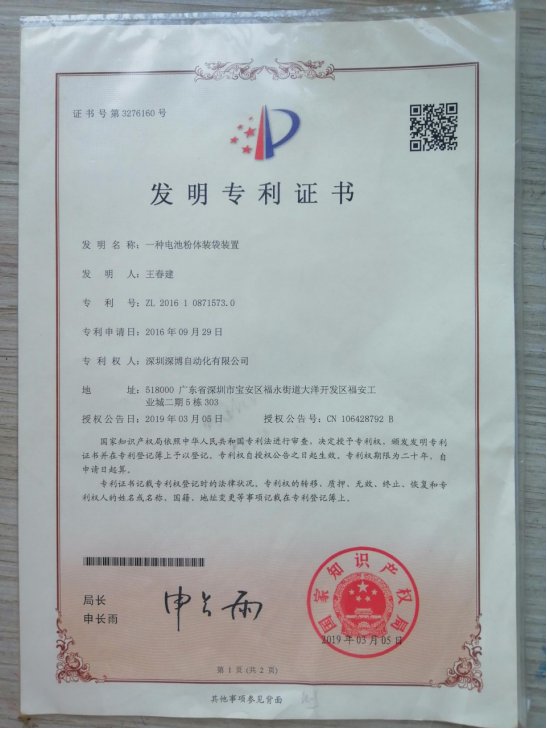 证书号第3276160号
发明专利证书
发明名称：一种电池粉体装袋装置
发明人：王春建
专利号：ZL 2016 1 0871573.0
专利申请日：2016年09月29日
专利权人：深圳深博自动化有限公司
地址：518000 广东省深圳市宝安区福永街道大洋开发区福安工
业城二期5栋303
授权公告日：2019年03月05日 授权公告号：CN 106428792 B
国家知识产权局依照中华人民共和国专利法进行审查，决定授予专利权，颁发发明专利
证书并在专利登记簿上予以登记。专利权自授权公告之日起生效。专利权期限为二十年，自
申请日起算。
专利证书记载专利权登记时的法律状况。专利权的转移、质押、无效、终止、恢复和专
利权人的姓名或名称、国籍、地址变更等事项记载在专利登记簿上。
局长
申长雨
申长雨
国家知识产权局
2019年03月05日
第1页(共2页)
其他事项参见背面